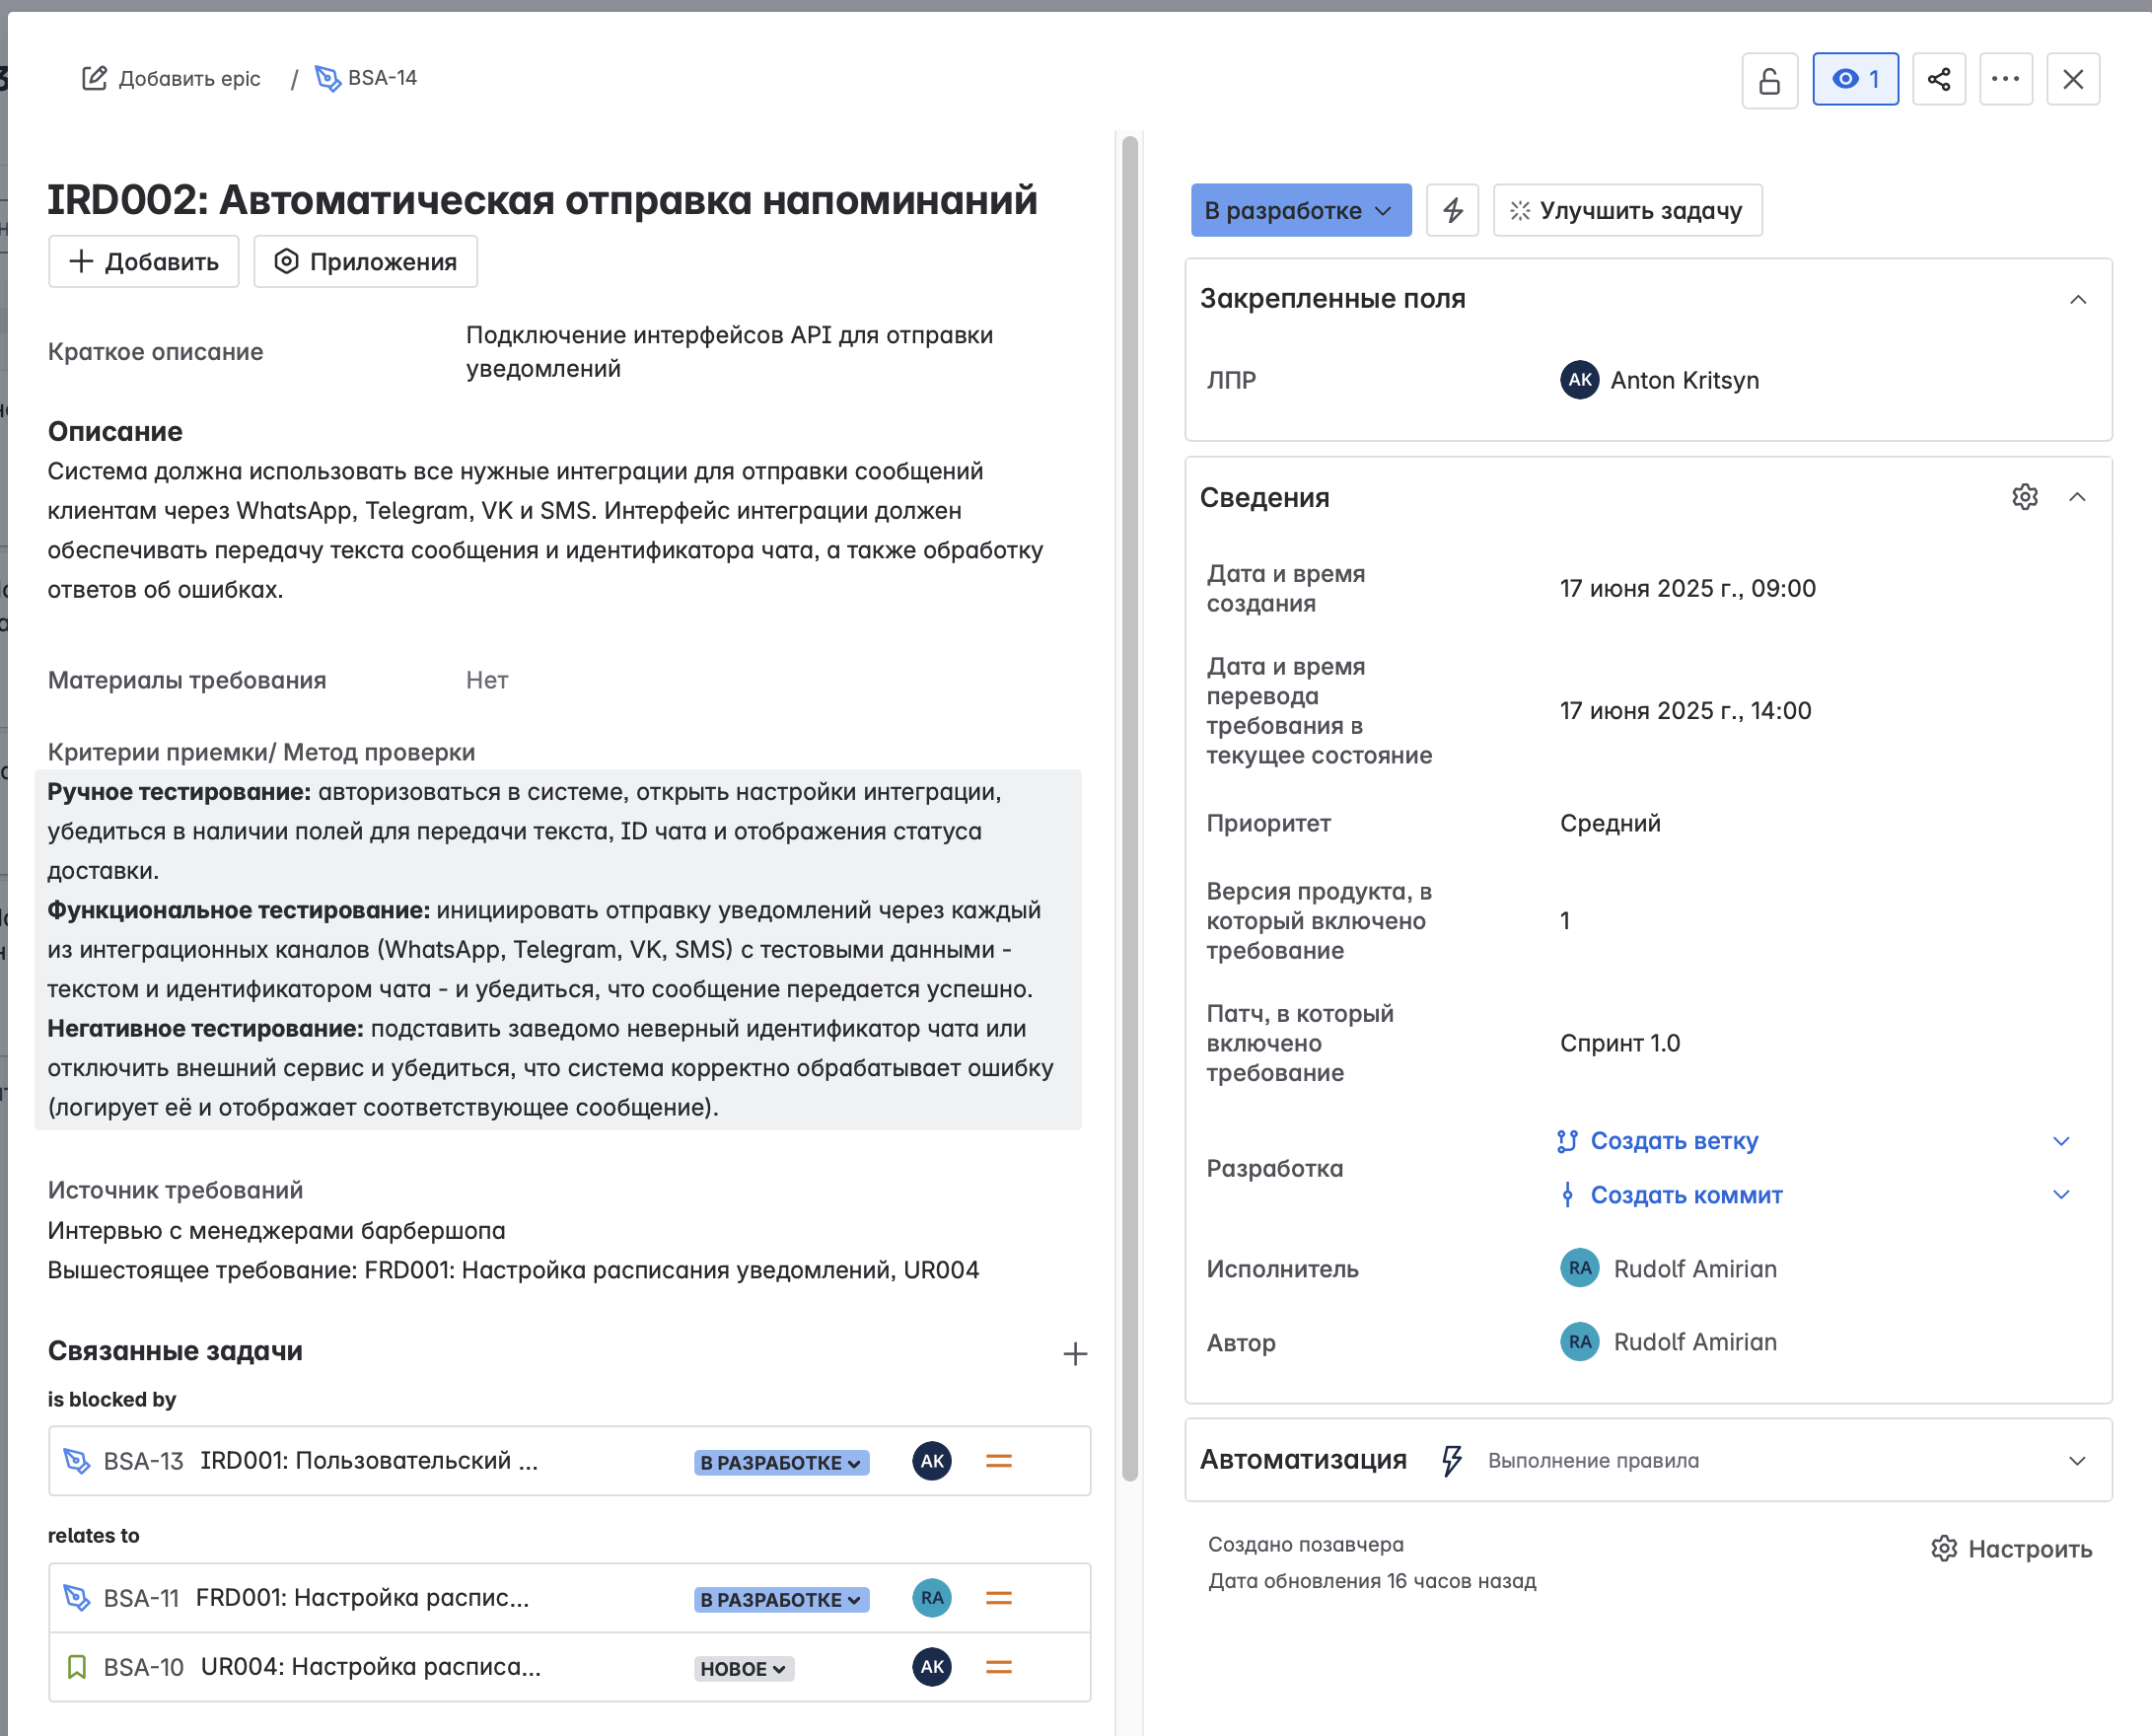 Добавить epic / BSA-14
1
IRD002: Автоматическая отправка напоминаний
Добавить
Приложения
Краткое описание
Подключение интерфейсов API для отправки
уведомлений
Описание
Система должна использовать все нужные интеграции для отправки сообщений
клиентам через WhatsApp, Telegram, VK и SMS. Интерфейс интеграции должен
обеспечивать передачу текста сообщения и идентификатора чата, а также обработку
ответов об ошибках.
Материалы требования
Нет
Критерии приемки/ Метод проверки
Ручное тестирование: авторизоваться в системе, открыть настройки интеграции,
убедиться в наличии полей для передачи текста, ID чата и отображения статуса
доставки.
Функциональное тестирование: инициировать отправку уведомлений через каждый
из интеграционных каналов (WhatsApp, Telegram, VK, SMS) с тестовыми данными -
текстом и идентификатором чата - и убедиться, что сообщение передается успешно.
Негативное тестирование: подставить заведомо неверный идентификатор чата или
отключить внешний сервис и убедиться, что система корректно обрабатывает ошибку
(логирует её и отображает соответствующее сообщение).
Источник требований
Интервью с менеджерами барбершопа
Вышестоящее требование: FRD001: Настройка расписания уведомлений, UR004
Связанные задачи
is blocked by
BSA-13 IRD001: Пользовательский ... В РАЗРАБОТКЕ AK
relates to
BSA-11 FRD001: Настройка распис... В РАЗРАБОТКЕ RA
BSA-10 UR004: Настройка расписа... НОВОЕ AK
В разработке
Улучшить задачу
Закрепленные поля
ЛПР
AK Anton Kritsyn
Сведения
Дата и время
создания
17 июня 2025 г., 09:00
Дата и время
перевода
требования в
текущее состояние
17 июня 2025 г., 14:00
Приоритет
Средний
Версия продукта, в
который включено
требование
1
Патч, в который
включено
требование
Спринт 1.0
Разработка
Создать ветку
Создать коммит
Исполнитель
RA Rudolf Amirian
Автор
RA Rudolf Amirian
Автоматизация
Выполнение правила
Создано позавчера
Дата обновления 16 часов назад
Настроить